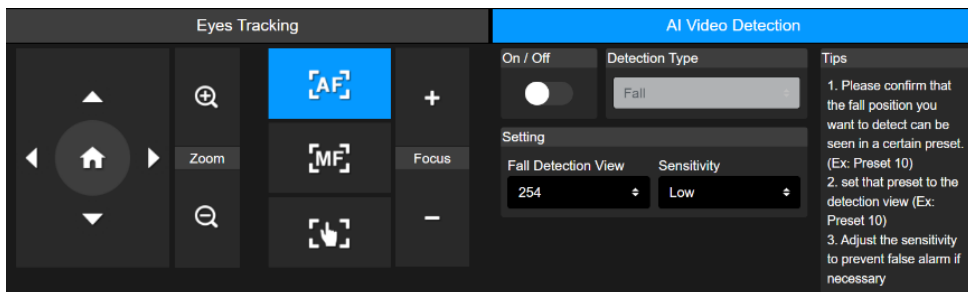 Eyes Tracking
AI Video Detection
Zoom
AF
MF
+
Focus
−
On / Off
Detection Type
Fall
Setting
Fall Detection View
Sensitivity
254
Low
Tips
1. Please confirm that
the fall position you
want to detect can be
seen in a certain preset.
(Ex: Preset 10)
2. set that preset to the
detection view (Ex:
Preset 10)
3. Adjust the sensitivity
to prevent false alarm if
necessary